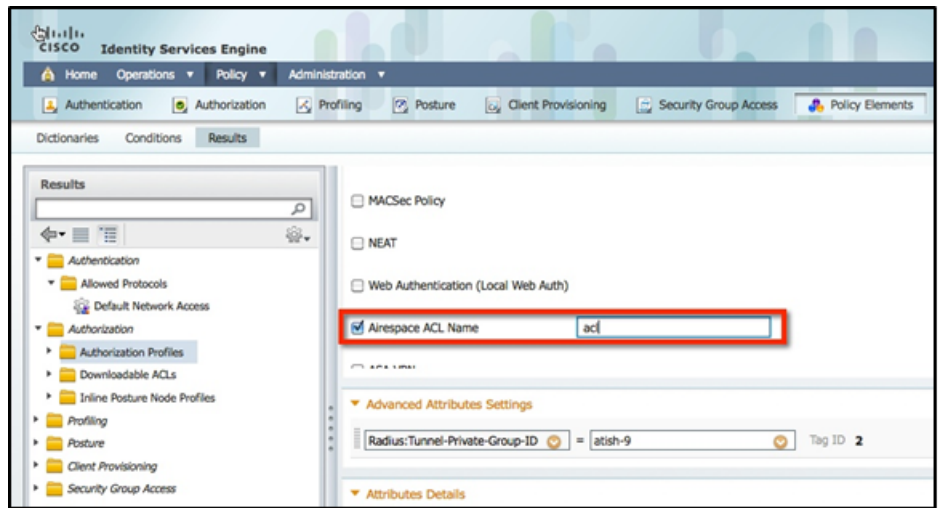 CISCO Identity Services Engine
Home Operations Policy Administration
Authentication Authorization Profiling Posture Client Provisioning Security Group Access Policy Elements
Dictionaries Conditions Results
Results
Authentication
Allowed Protocols
Default Network Access
Authorization
Authorization Profiles
Downloadable ACLs
Inline Posture Node Profiles
Profiling
Posture
Client Provisioning
Security Group Access
MACSec Policy
NEAT
Web Authentication (Local Web Auth)
Airespace ACL Name acl
ASA VPN
Advanced Attributes Settings
Radius:Tunnel-Private-Group-ID = atish-9 Tag ID 2
Attributes Details